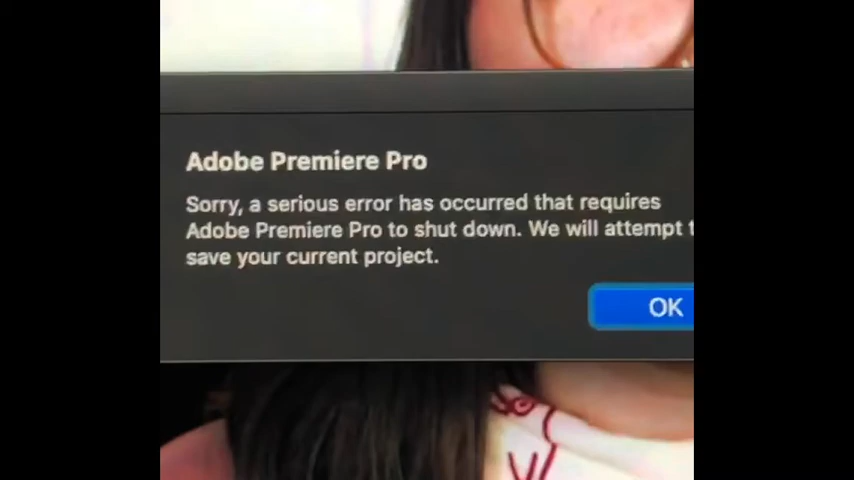 Adobe Premiere Pro
Sorry, a serious error has occurred that requires
Adobe Premiere Pro to shut down. We will attempt t
save your current project.
OK